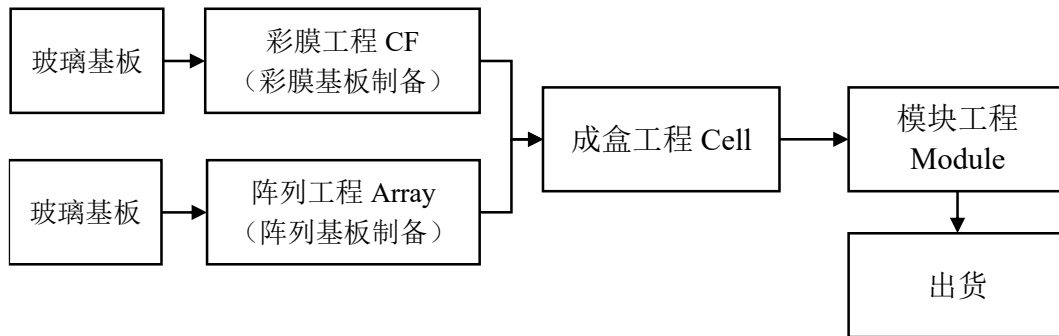 玻璃基板
彩膜工程 CF
（彩膜基板制备）
玻璃基板
阵列工程 Array
（阵列基板制备）
成盒工程 Cell
模块工程
Module
出货